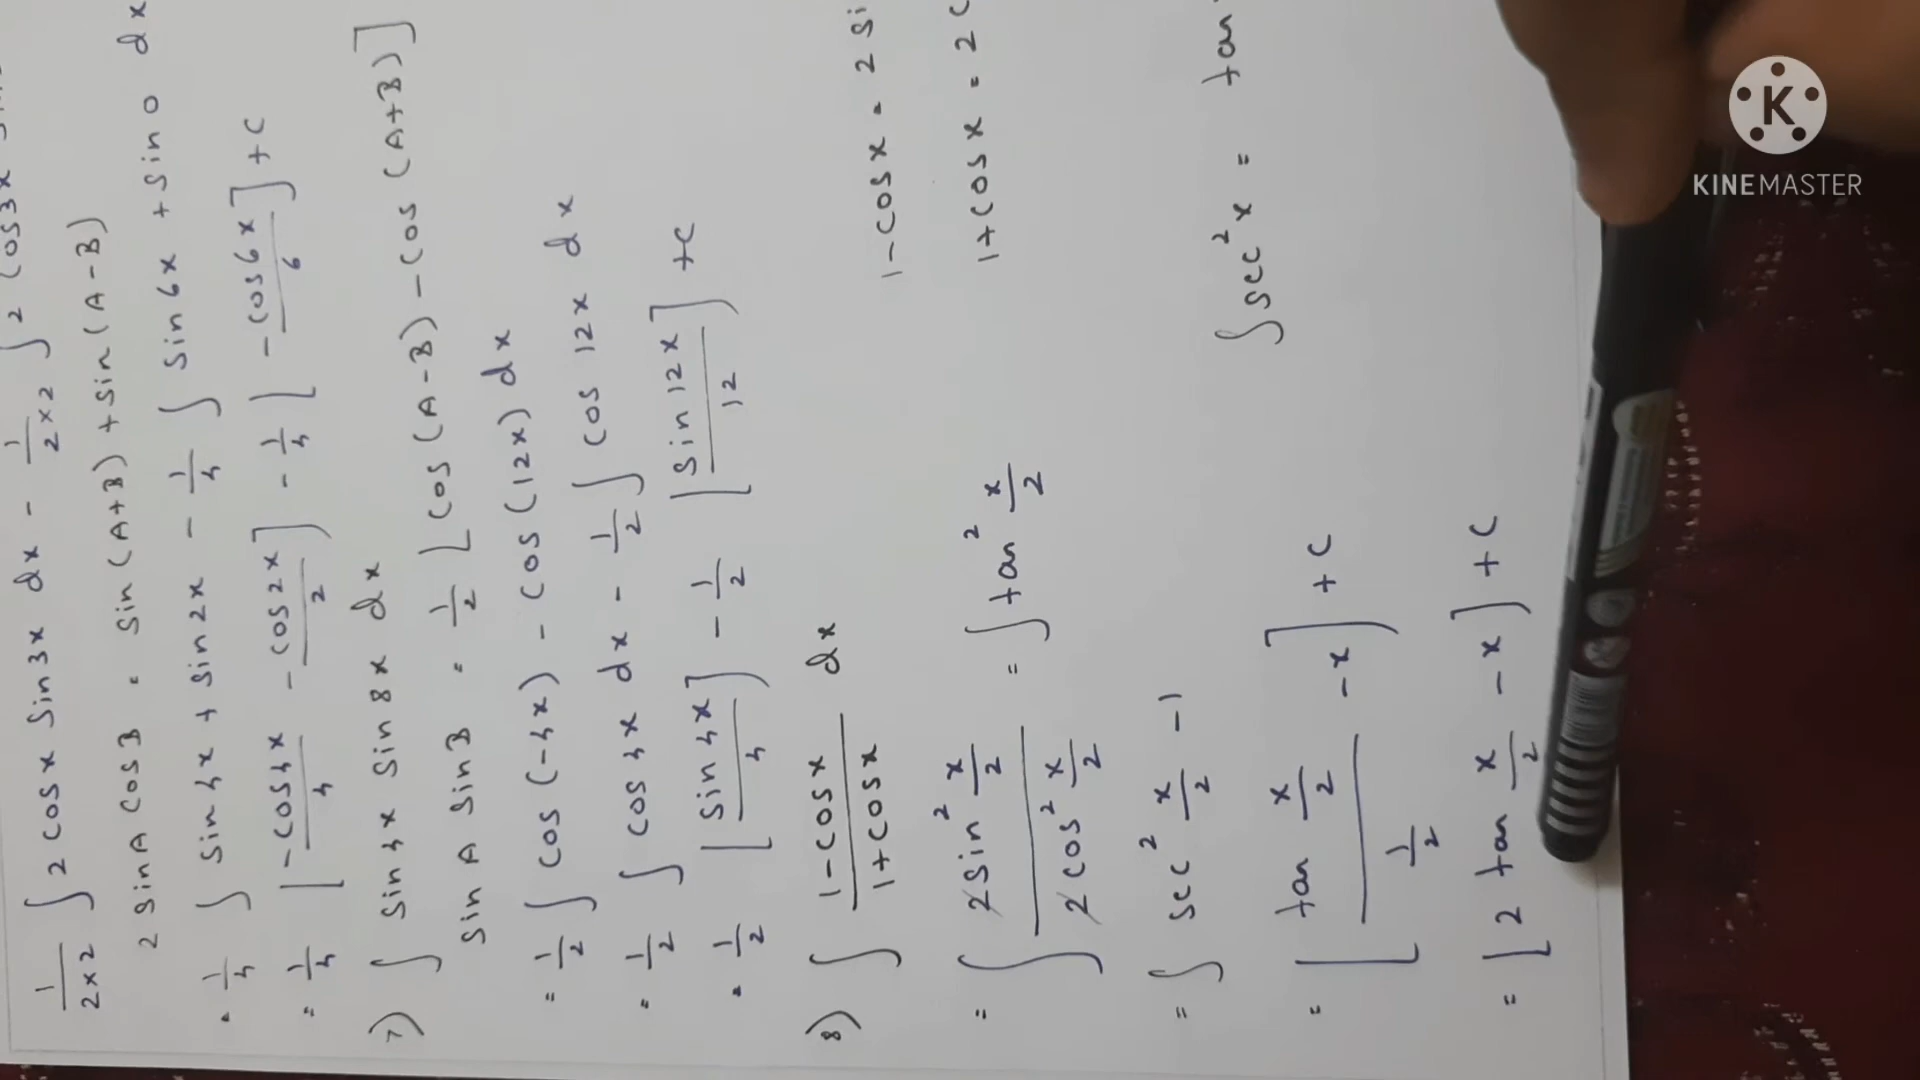 1/(2×2) ∫ 2 cos x sin 3x dx - 1/(2×2) ∫ 2 cos 3x
2 sin A cos B = sin (A+B) + sin (A-B)
= 1/4 ∫ sin 4x + sin 2x - 1/4 ∫ sin 6x + sin 0 dx
= 1/4 [ -cos 4x/4 - cos 2x/2 ] - 1/4 [ -cos 6x/6 ] + C
7) ∫ sin 4x sin 8x dx
sin A sin B = 1/2 [ cos (A-B) - cos (A+B) ]
= 1/2 ∫ cos (-4x) - cos (12x) dx
= 1/2 ∫ cos 4x dx - 1/2 ∫ cos 12x dx
= 1/2 [ sin 4x/4 ] - 1/2 [ sin 12x/12 ] + C
8) ∫ (1-cos x)/(1+cos x) dx
1-cos x = 2 si
= ∫ (2 sin² x/2)/(2 cos² x/2) = ∫ tan² x/2
1+cos x = 2 c
= ∫ sec² x/2 - 1
∫ sec² x = tan
= [ (tan x/2)/(1/2) - x ] + C
= [ 2 tan x/2 - x ] + C
K
KINEMASTER